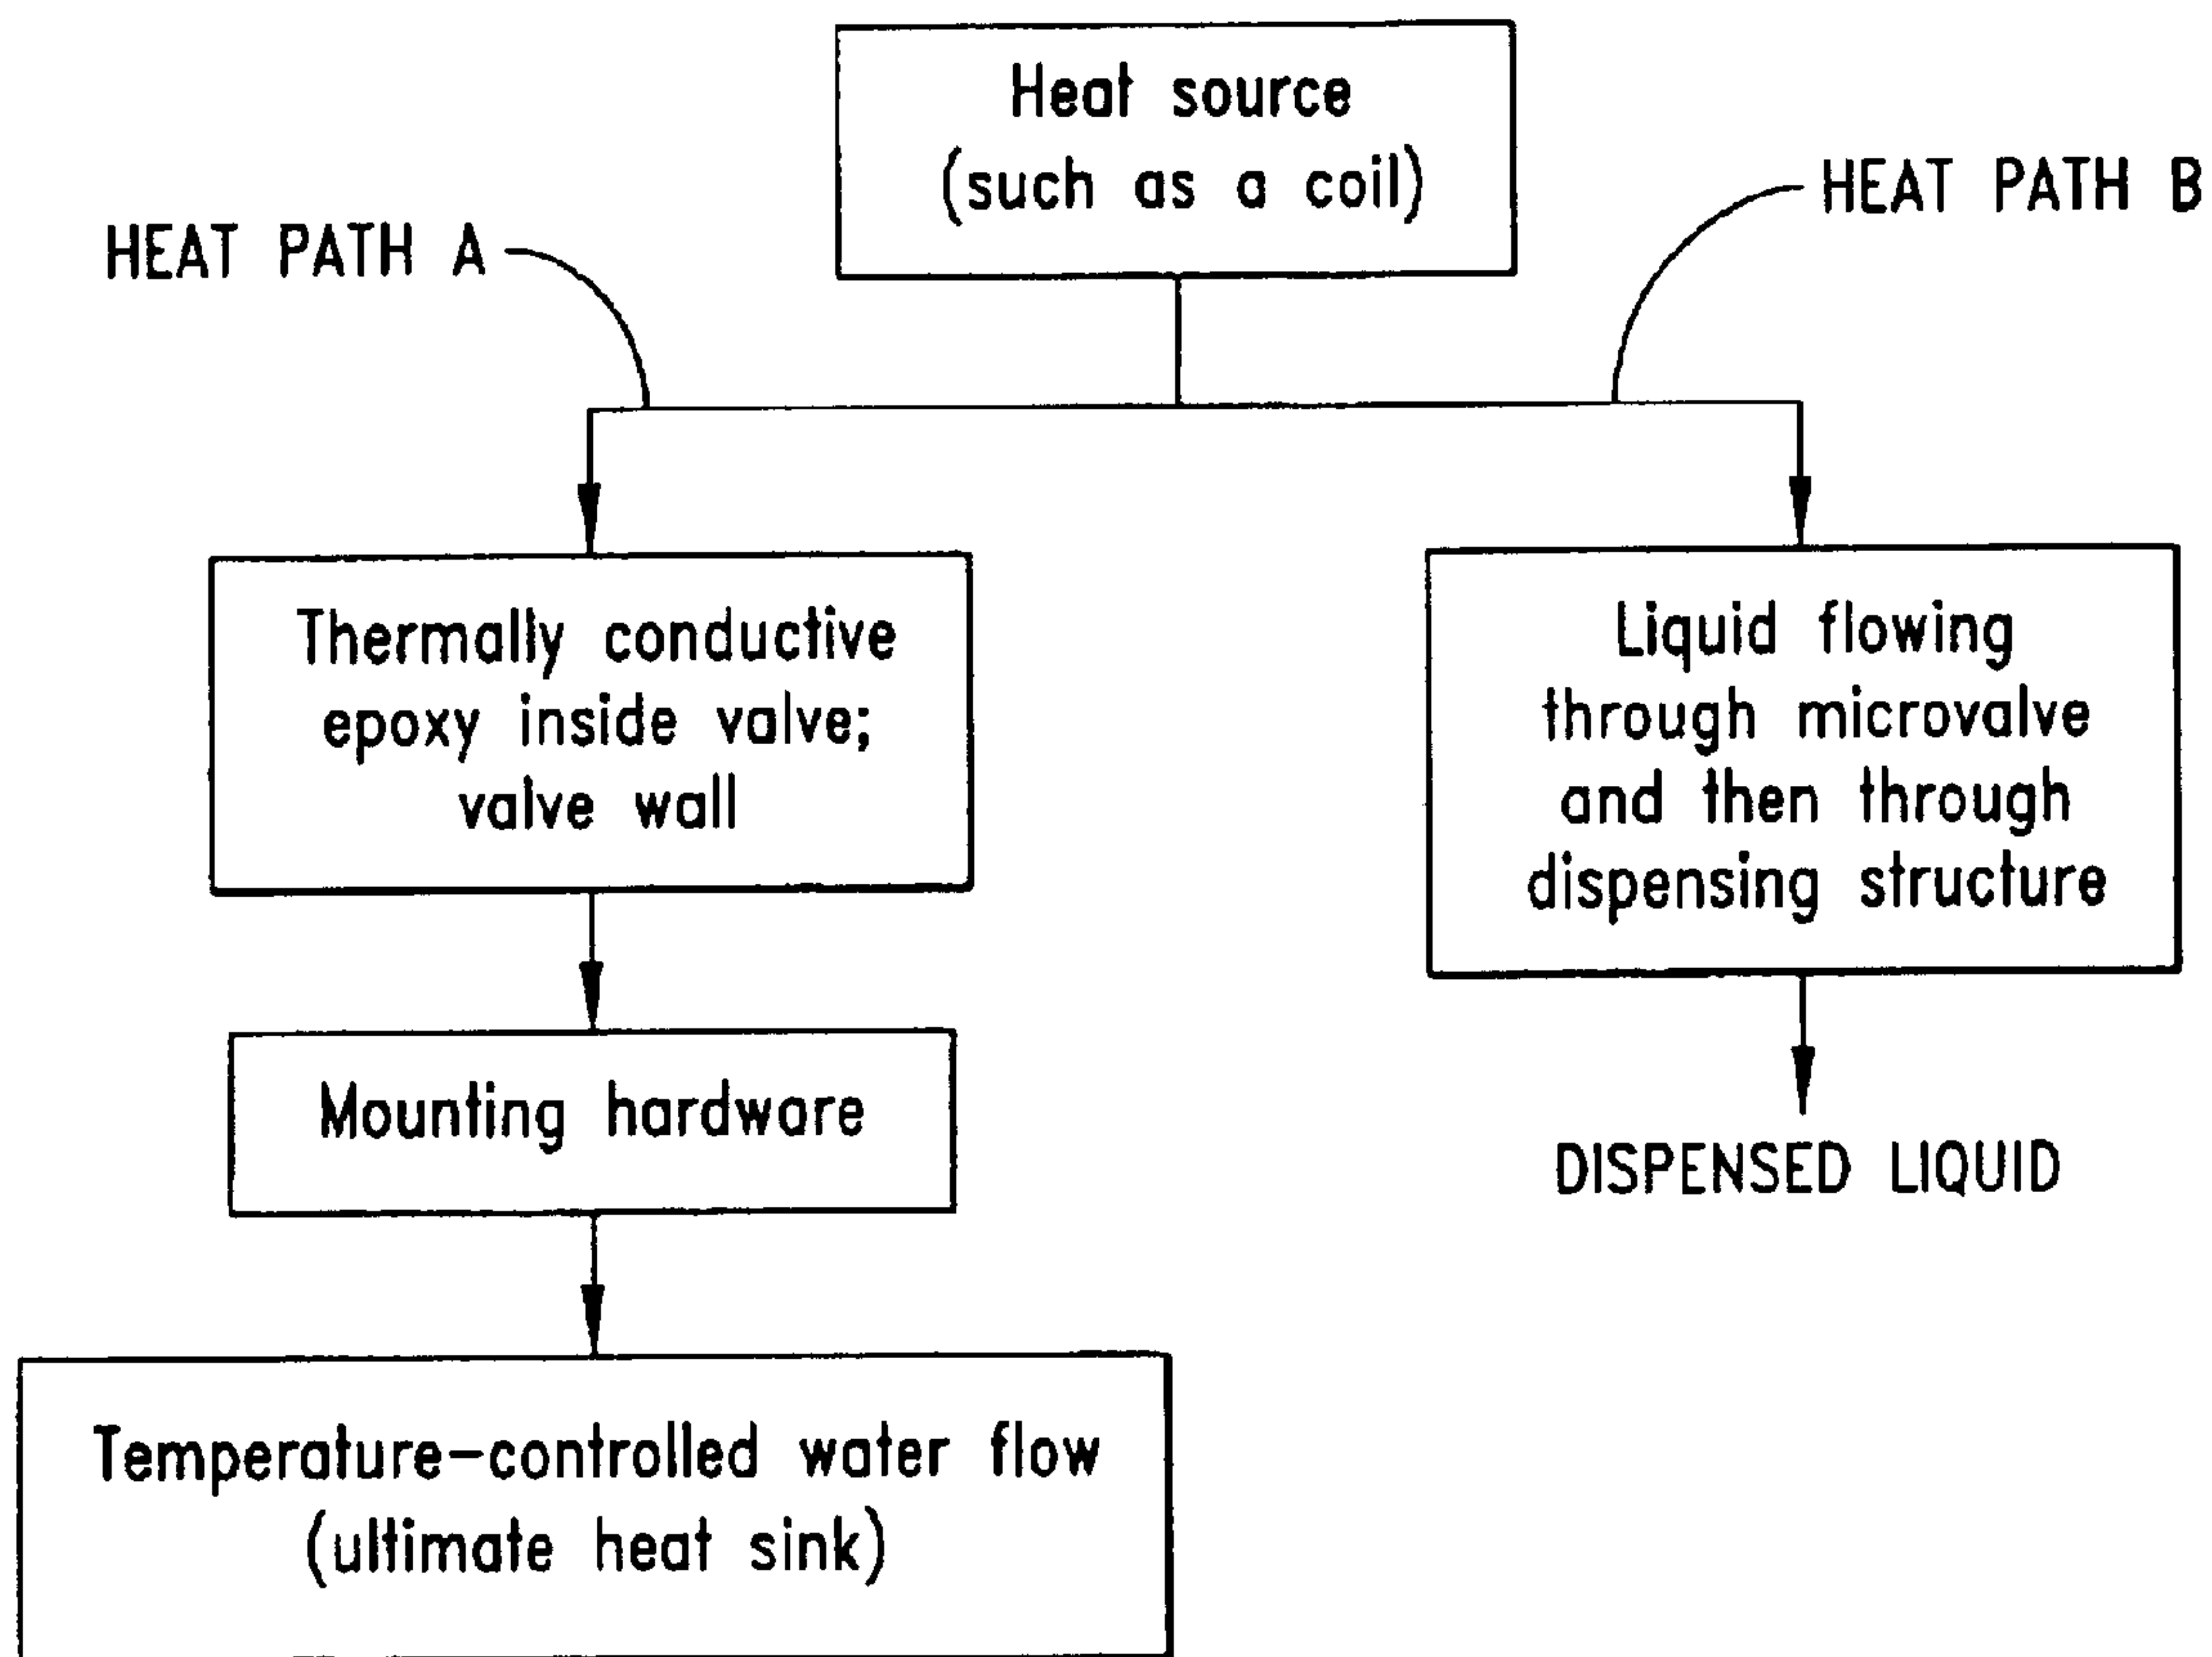 Heat source
(such as a coil)
HEAT PATH A
HEAT PATH B
Thermally conductive
epoxy inside valve;
valve wall
Liquid flowing
through microvalve
and then through
dispensing structure
Mounting hardware
DISPENSED LIQUID
Temperature-controlled water flow
(ultimate heat sink)